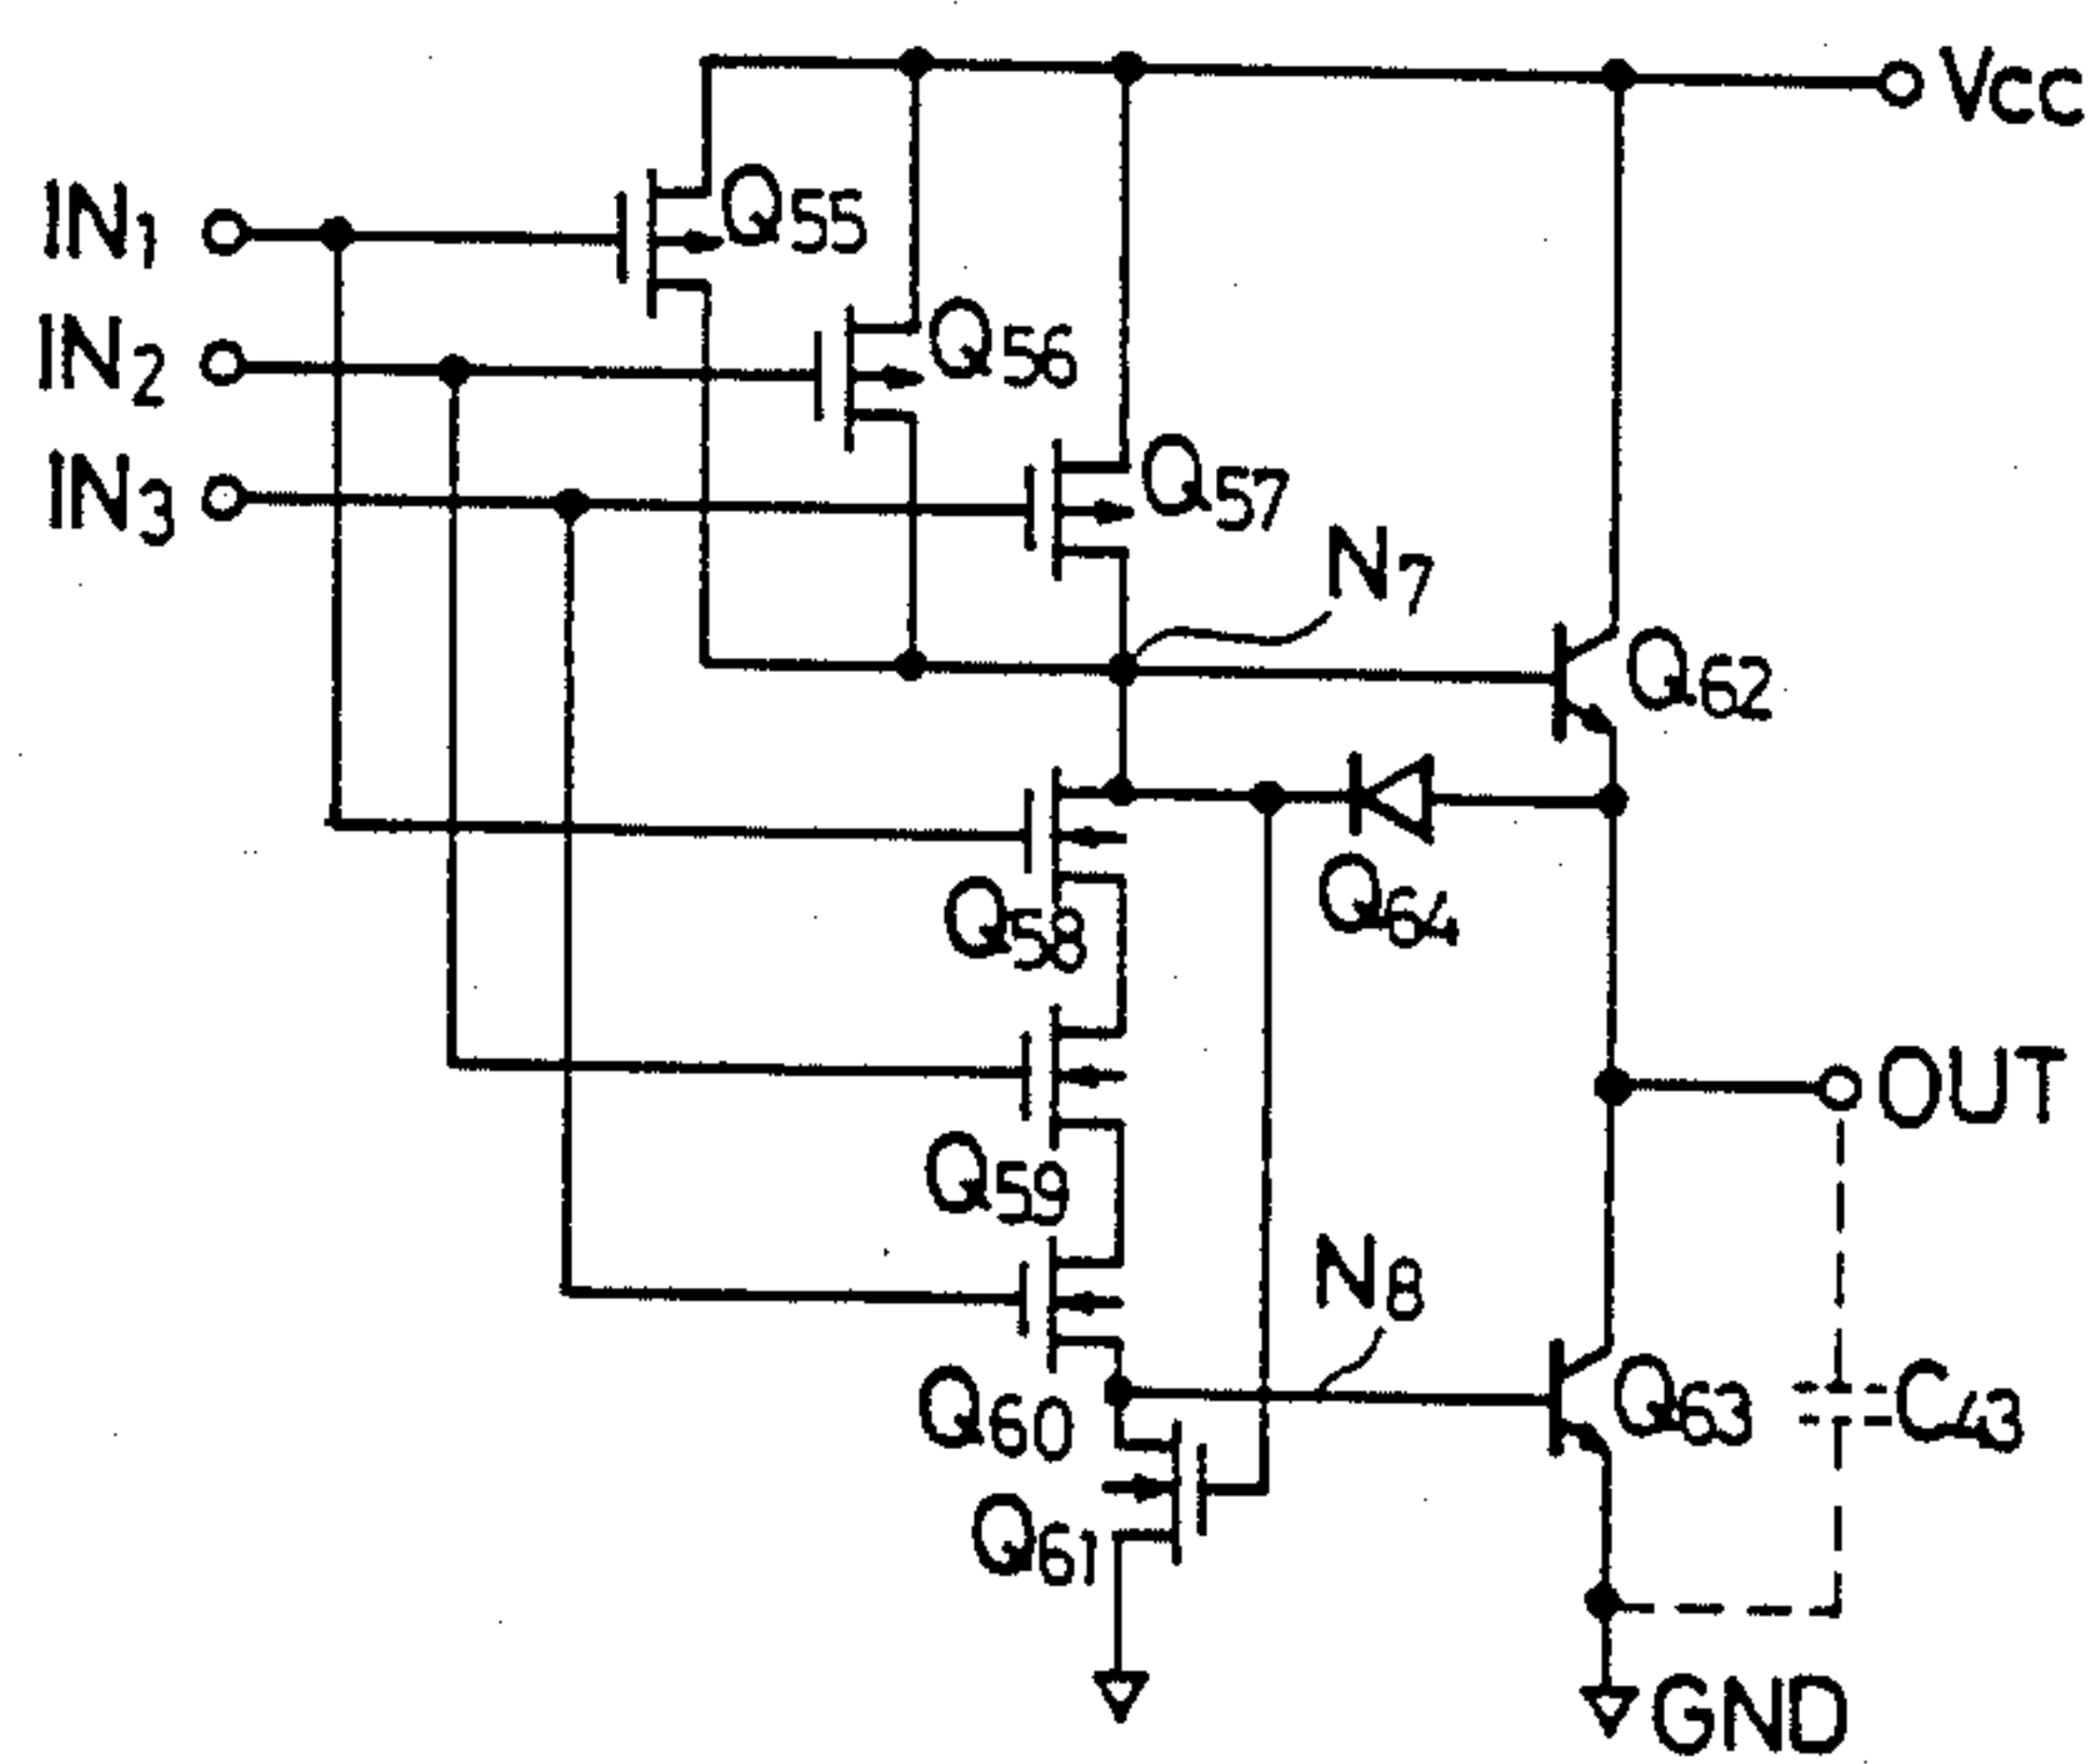 Vcc
IN1
Q55
IN2
Q56
IN3
Q57
N7
Q62
Q64
Q58
OUT
Q59
N8
Q60
Q63
C43
Q61
GND